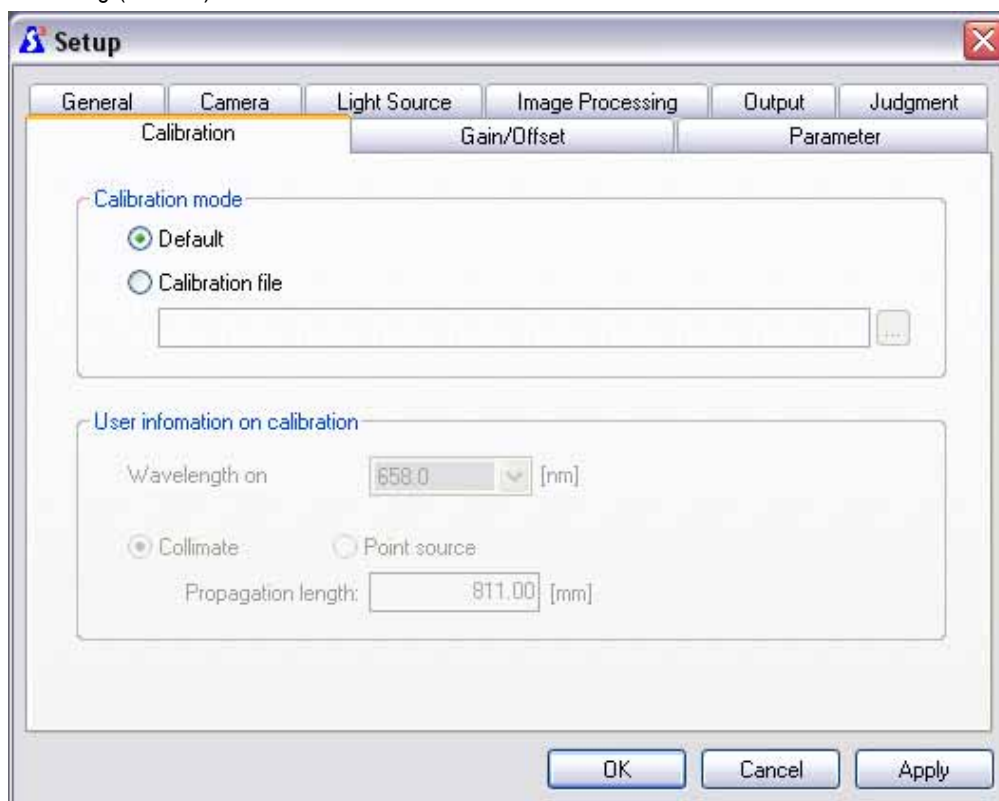 Setup
General Camera Light Source Image Processing Output Judgment
Calibration Gain/Offset Parameter
Calibration mode
Default
Calibration file
...
User infomation on calibration
Wavelength on 658.0 [nm]
Collimate Point source
Propagation length: 811.00 [mm]
OK Cancel Apply